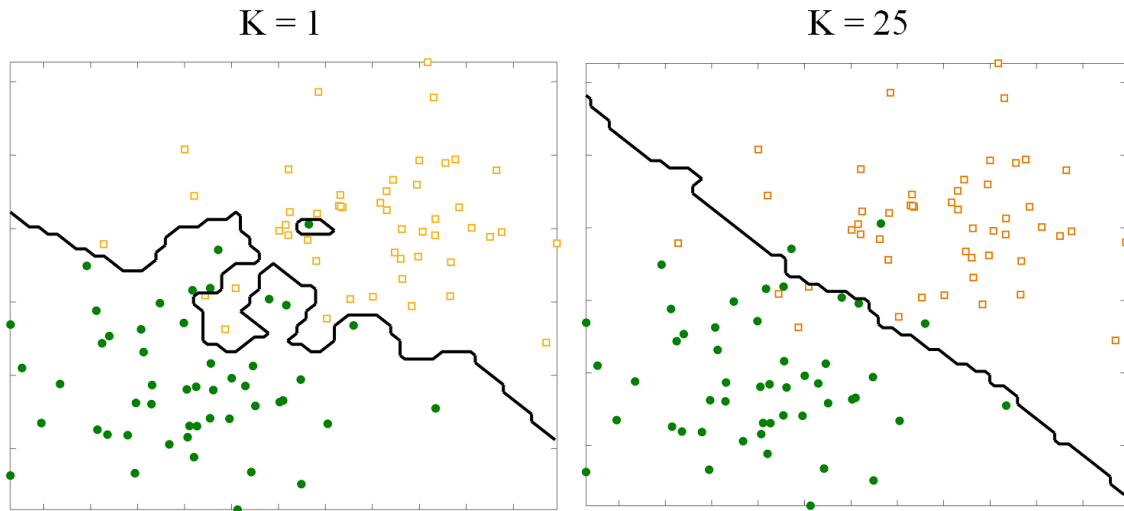 K = 1
K = 25